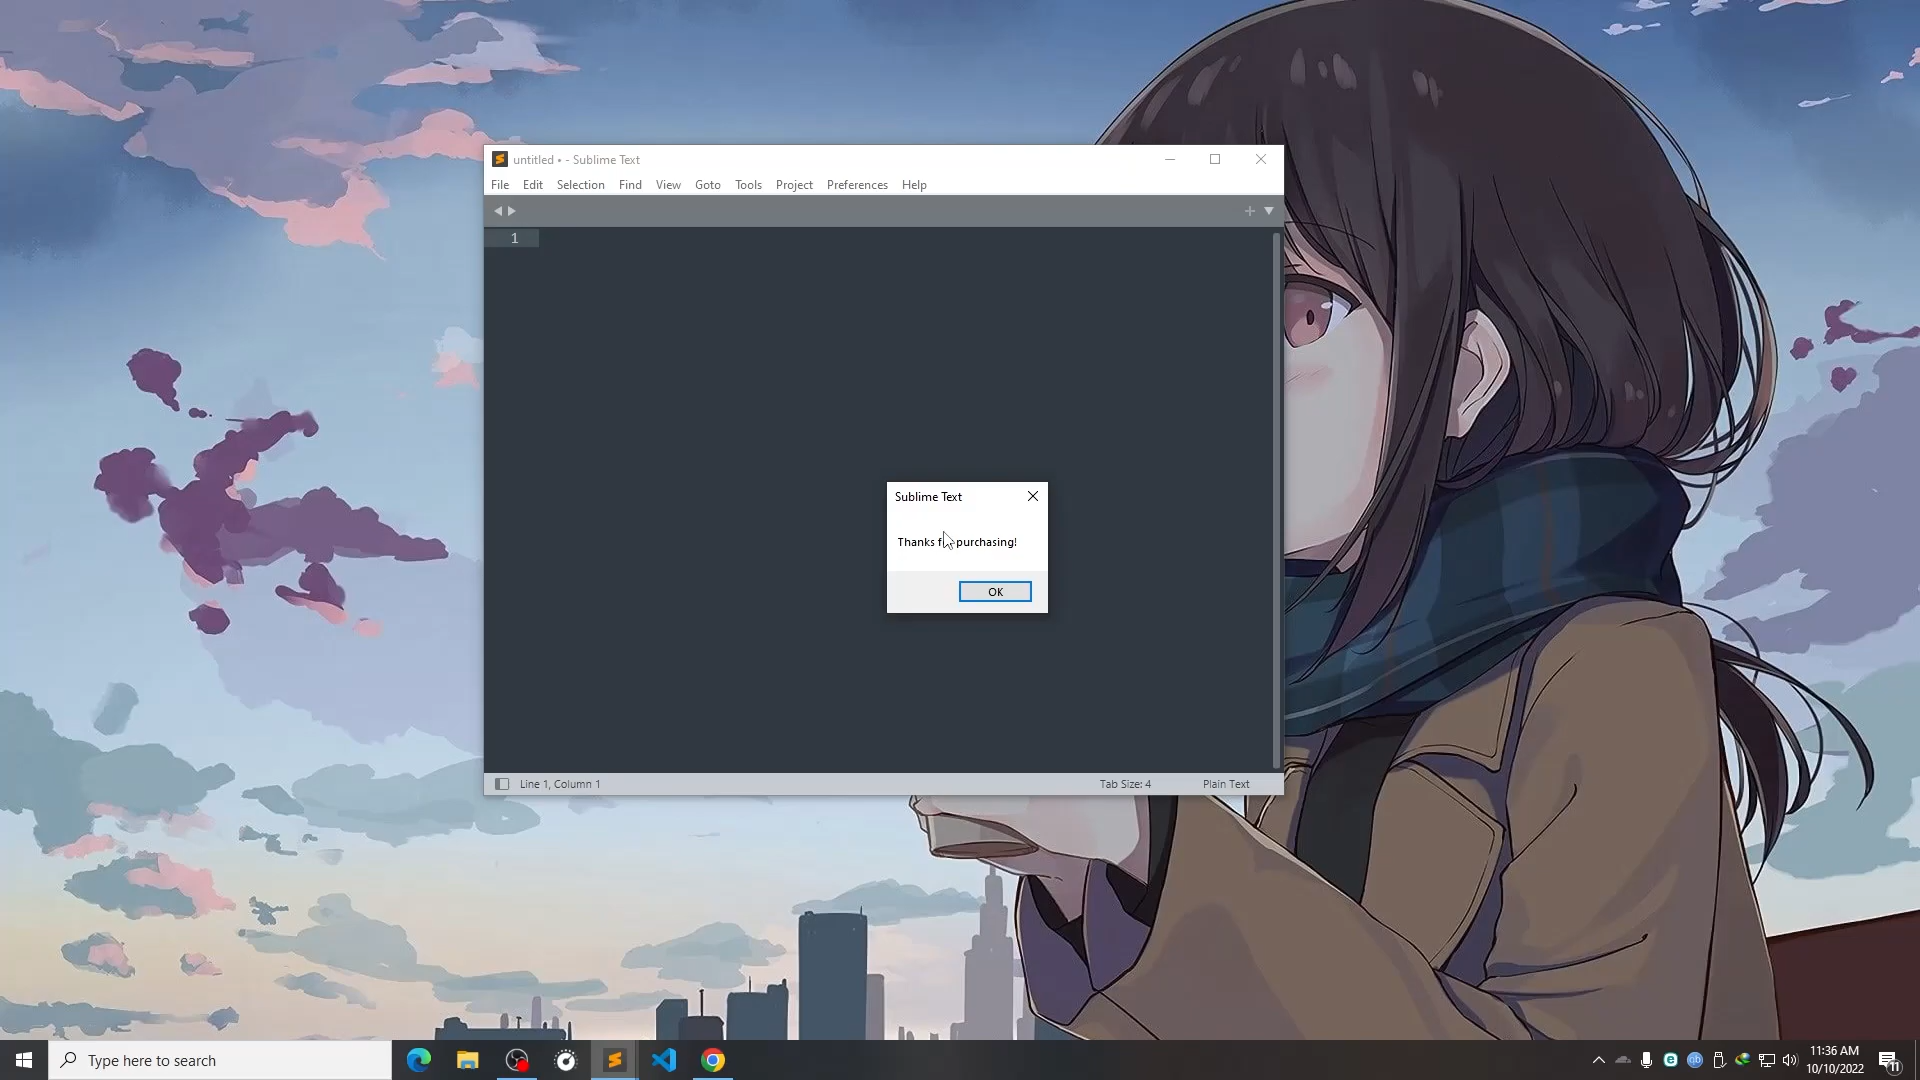 untitled • - Sublime Text
File Edit Selection Find View Goto Tools Project Preferences Help
1
Sublime Text
Thanks purchasing!
OK
Line 1, Column 1 Tab Size: 4 Plain Text
Type here to search
11:36 AM
10/10/2022
11